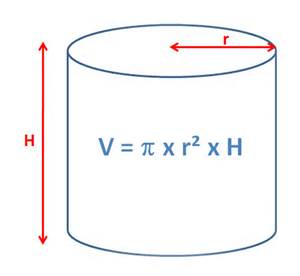 r
H
V = π x r² x H